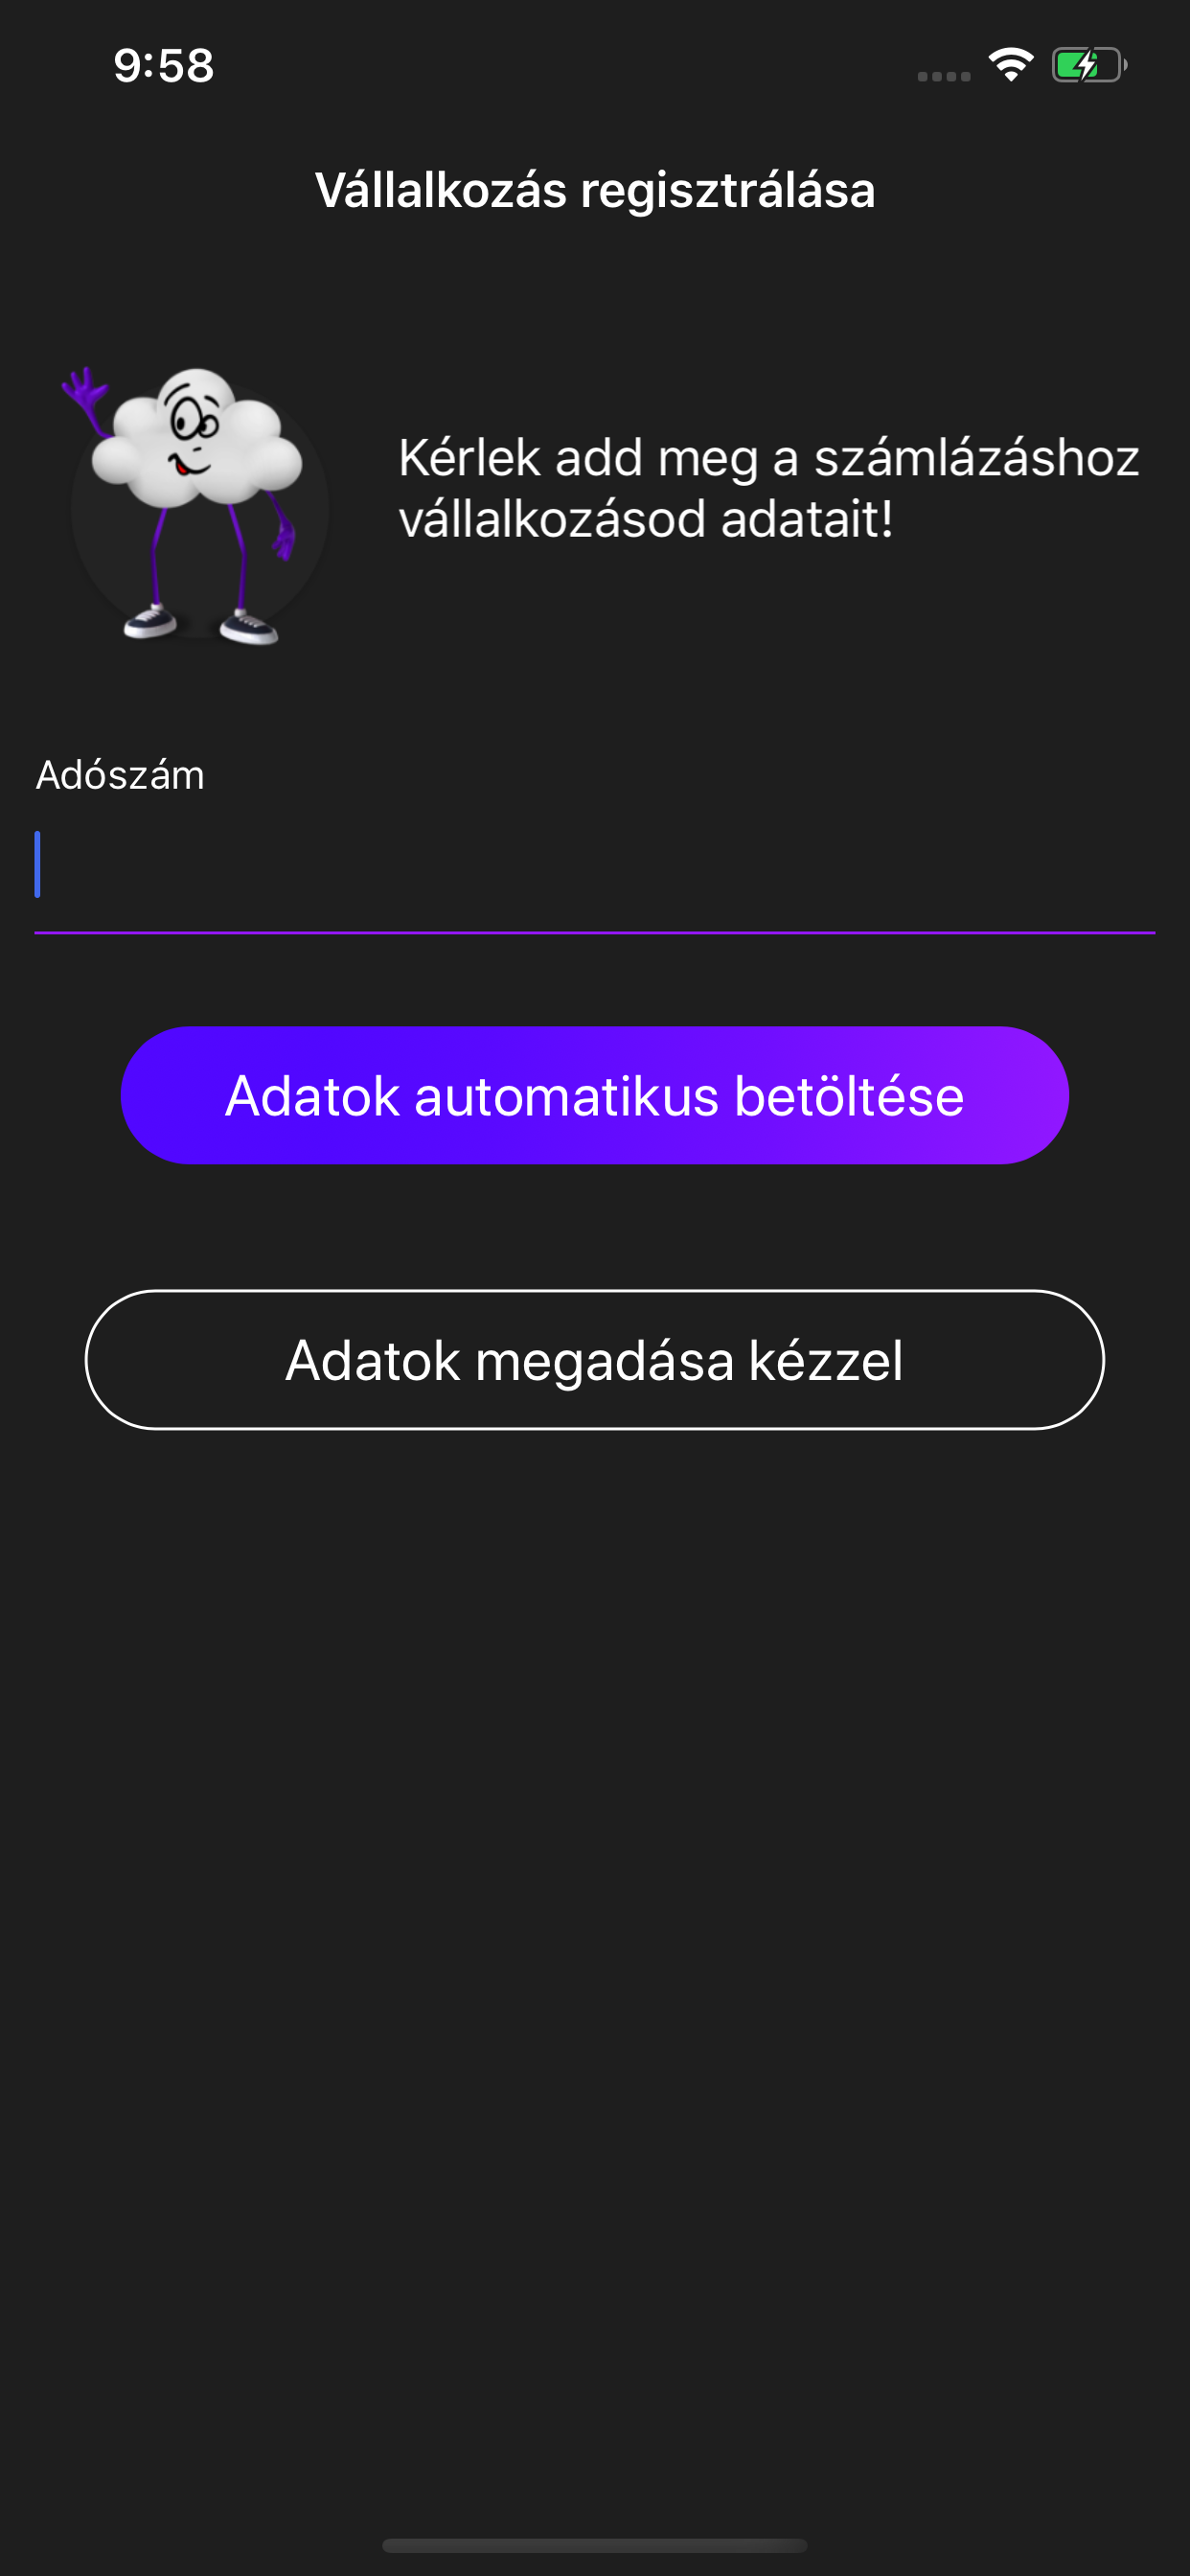 9:58
Vállalkozás regisztrálása
Kérlek add meg a számlázáshoz
vállalkozásod adatait!
Adószám
Adatok automatikus betöltése
Adatok megadása kézzel